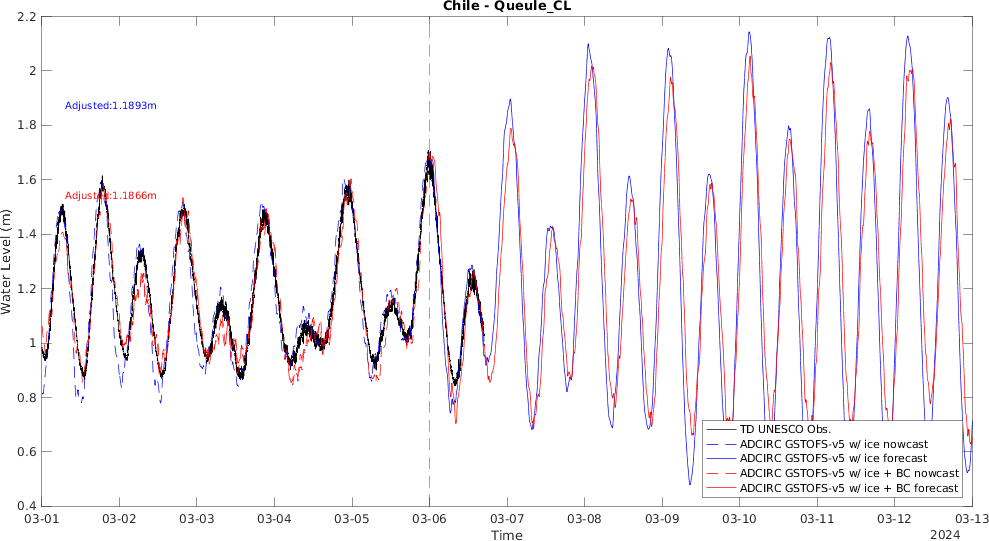 Chile - Queule_CL
2.2
2
1.8
1.6
1.4
1.2
1
0.8
0.6
0.4
Water Level (m)
Adjusted:1.1893m
Adjusted:1.1866m
TD UNESCO Obs.
ADCIRC GSTOFS-v5 w/ ice nowcast
ADCIRC GSTOFS-v5 w/ ice forecast
ADCIRC GSTOFS-v5 w/ ice + BC nowcast
ADCIRC GSTOFS-v5 w/ ice + BC forecast
03-01 03-02 03-03 03-04 03-05 03-06 03-07 03-08 03-09 03-10 03-11 03-12 03-13
Time
2024